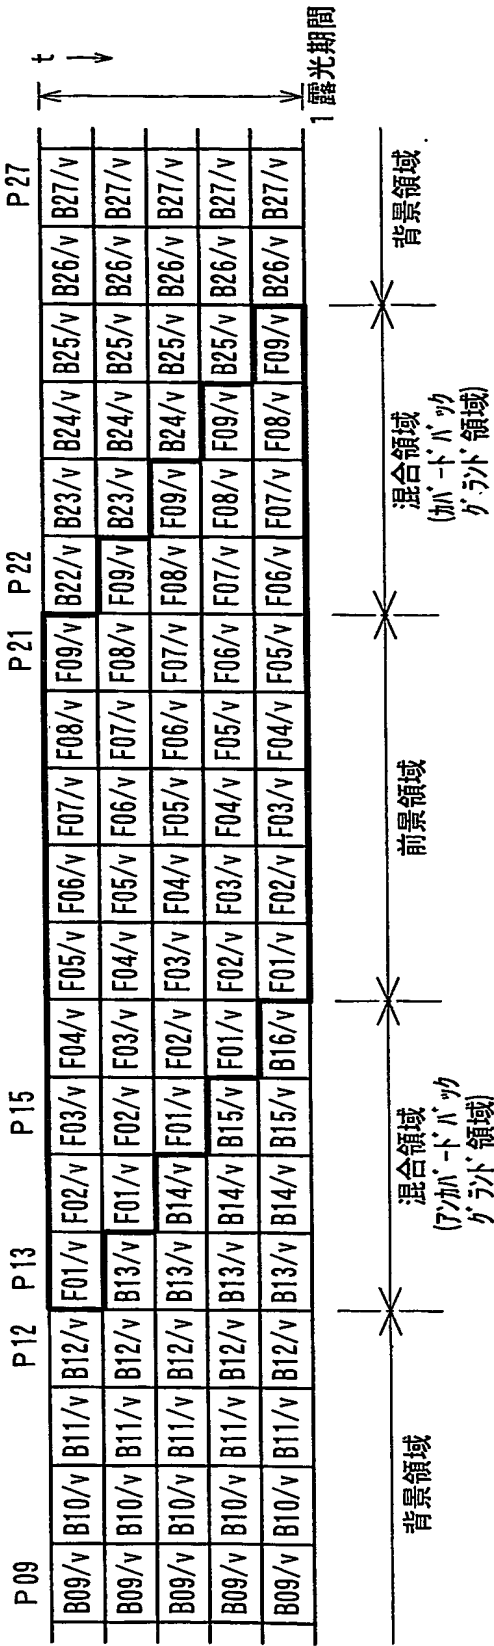 P09 P12 P13 P15 P21 P22 P27
B09/v B10/v B11/v B12/v F01/v F02/v F03/v F04/v F05/v F06/v F07/v F08/v F09/v B22/v B23/v B24/v B25/v B26/v B27/v
B09/v B10/v B11/v B12/v B13/v F01/v F02/v F03/v F04/v F05/v F06/v F07/v F08/v F09/v B23/v B24/v B25/v B26/v B27/v
B09/v B10/v B11/v B12/v B13/v B14/v F01/v F02/v F03/v F04/v F05/v F06/v F07/v F08/v F09/v B24/v B25/v B26/v B27/v
B09/v B10/v B11/v B12/v B13/v B14/v B15/v F01/v F02/v F03/v F04/v F05/v F06/v F07/v F08/v F09/v B25/v B26/v B27/v
B09/v B10/v B11/v B12/v B13/v B14/v B15/v B16/v F01/v F02/v F03/v F04/v F05/v F06/v F07/v F08/v F09/v B26/v B27/v
t
1 露光期間
背景領域
混合領域
(アンカバードバック
グランド領域)
前景領域
混合領域
(カバードバック
グランド領域)
背景領域